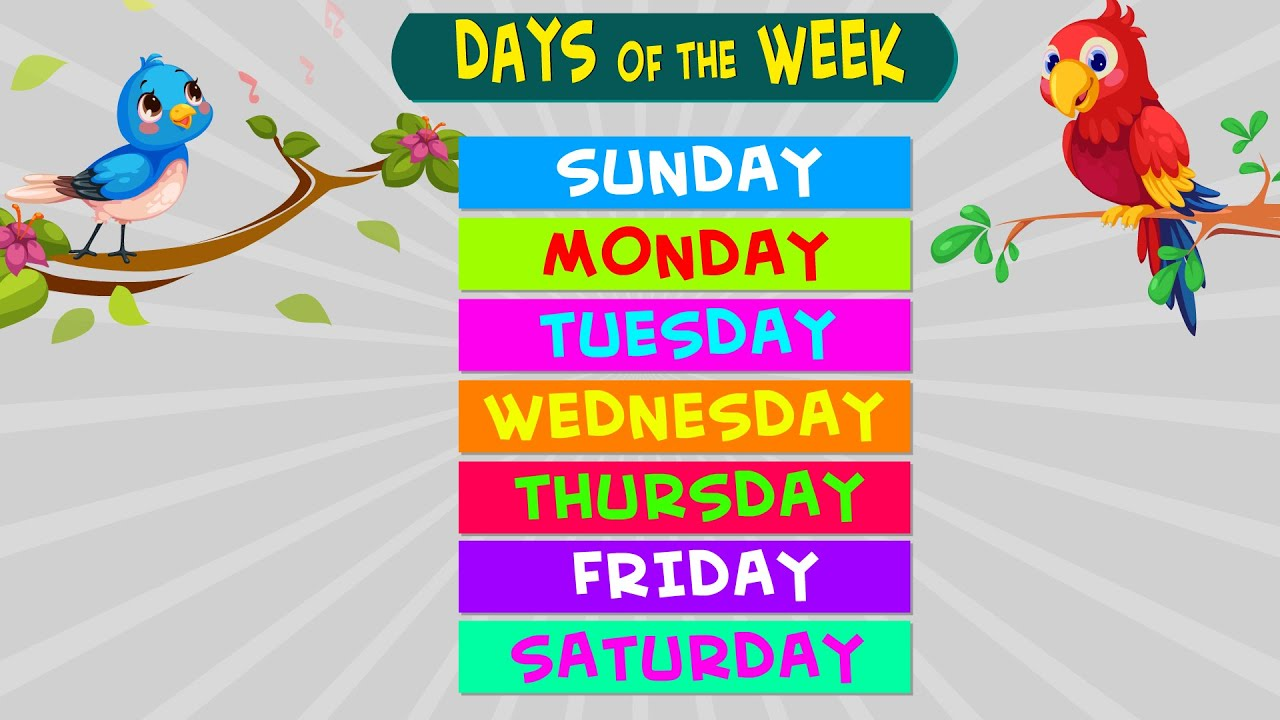 DAYS OF THE WEEK
SUNDAY
MONDAY
TUESDAY
WEDNESDAY
THURSDAY
FRIDAY
SATURDAY